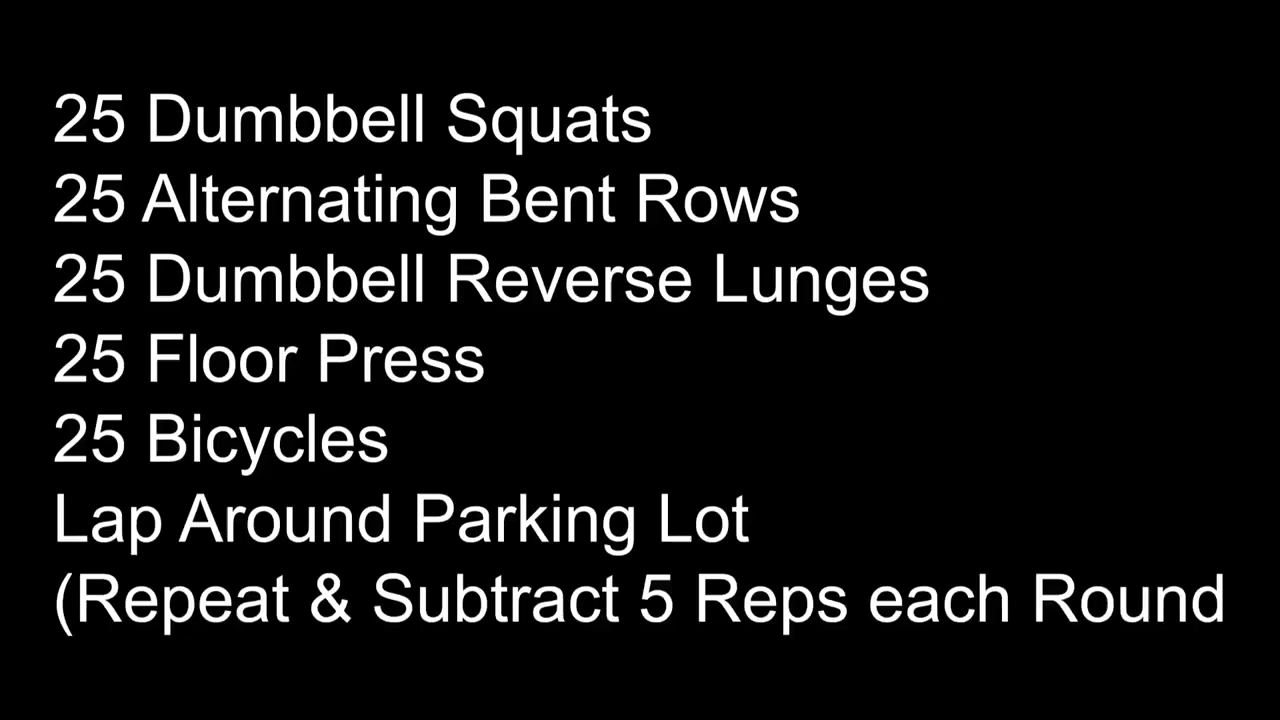 25 Dumbbell Squats
25 Alternating Bent Rows
25 Dumbbell Reverse Lunges
25 Floor Press
25 Bicycles
Lap Around Parking Lot
(Repeat & Subtract 5 Reps each Round